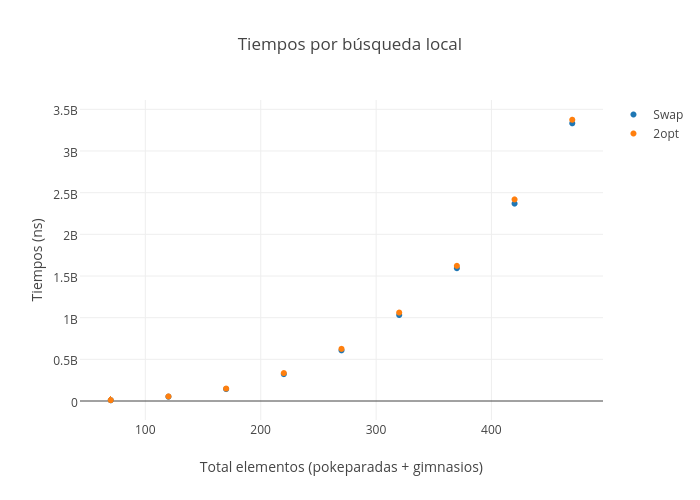 Tiempos por búsqueda local
Swap
2opt
Tiempos (ns)
3.5B
3B
2.5B
2B
1.5B
1B
0.5B
0
100
200
300
400
Total elementos (pokeparadas + gimnasios)